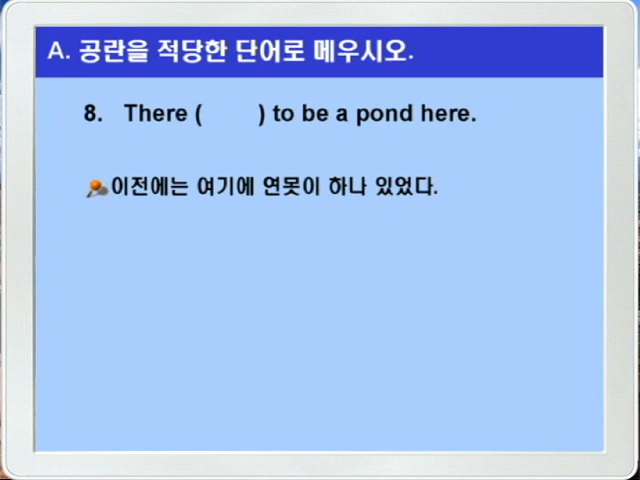 A. 공란을 적당한 단어로 메우시오.
8. There ( ) to be a pond here.
이전에는 여기에 연못이 하나 있었다.